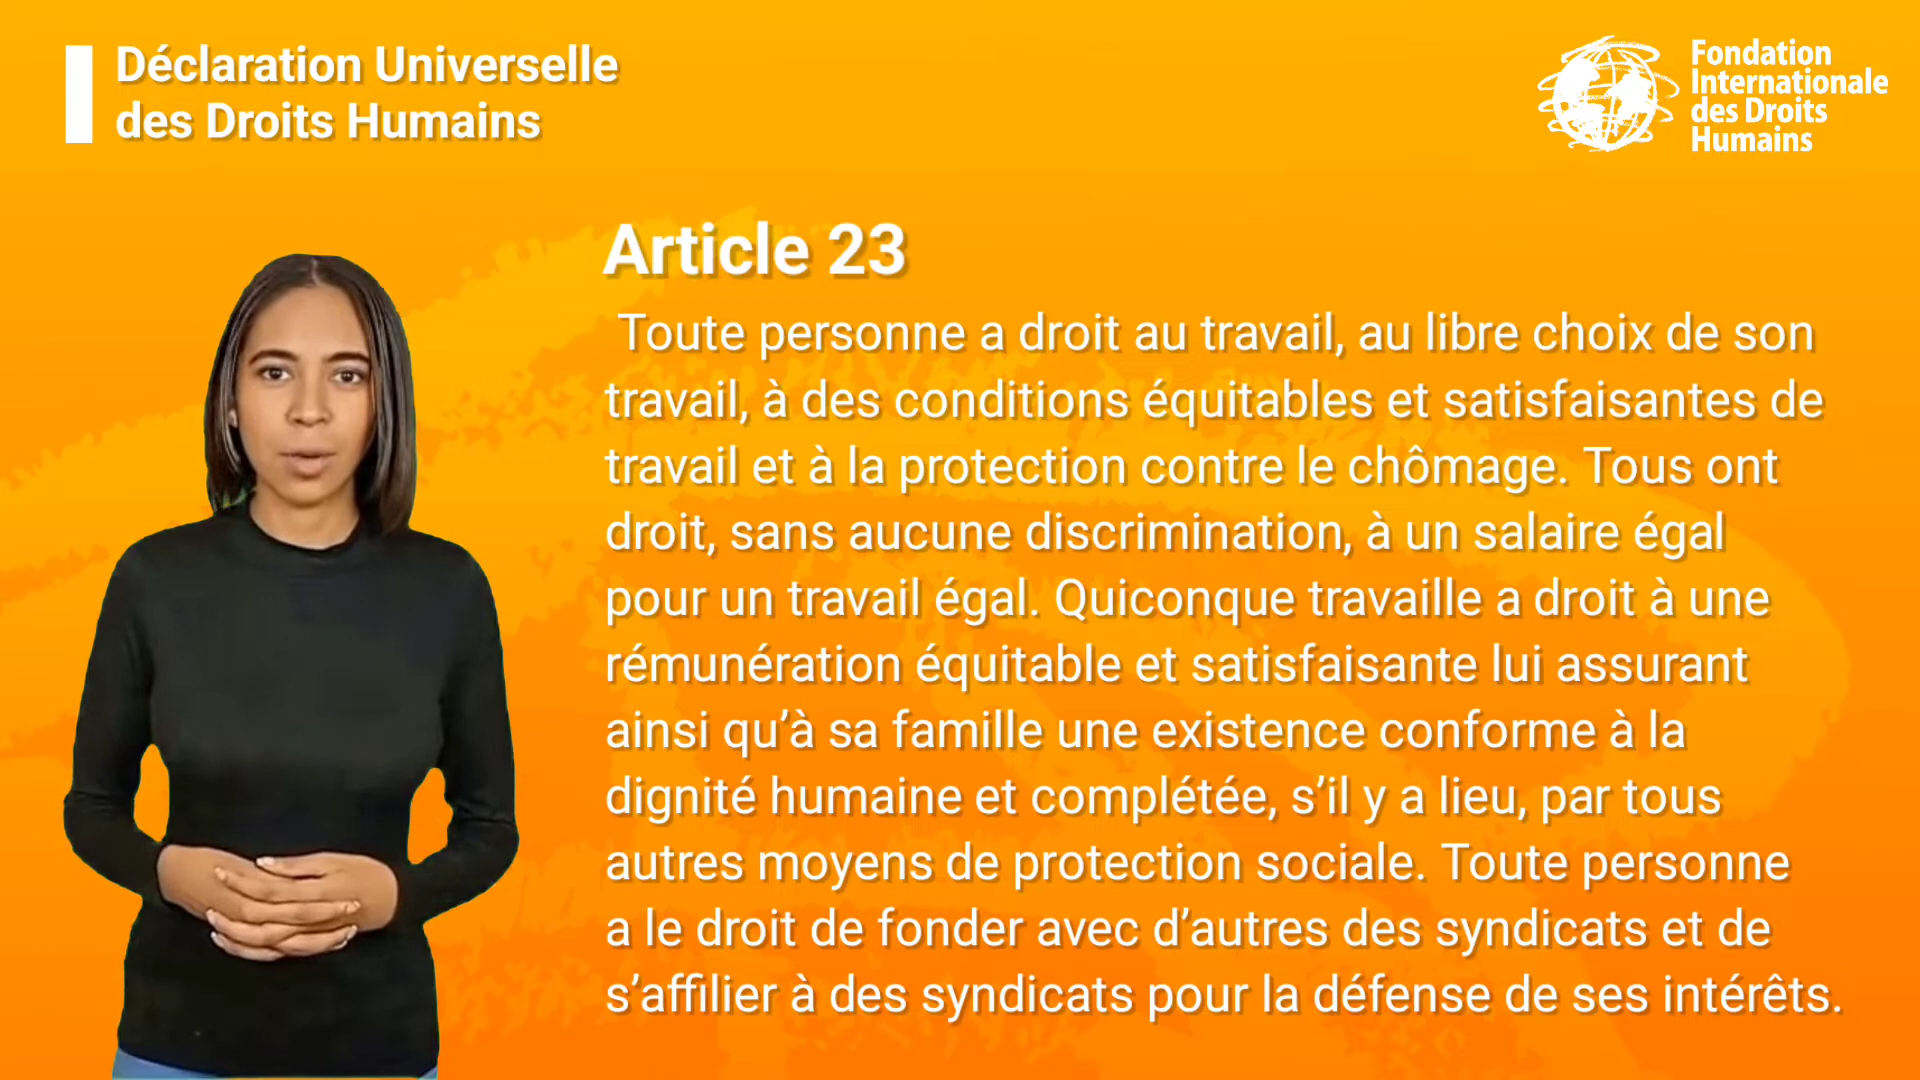 Déclaration Universelle
des Droits Humains
Fondation
Internationale
des Droits
Humains
Article 23
Toute personne a droit au travail, au libre choix de son
travail, à des conditions équitables et satisfaisantes de
travail et à la protection contre le chômage. Tous ont
droit, sans aucune discrimination, à un salaire égal
pour un travail égal. Quiconque travaille a droit à une
rémunération équitable et satisfaisante lui assurant
ainsi qu’à sa famille une existence conforme à la
dignité humaine et complétée, s’il y a lieu, par tous
autres moyens de protection sociale. Toute personne
a le droit de fonder avec d’autres des syndicats et de
s’affilier à des syndicats pour la défense de ses intérêts.